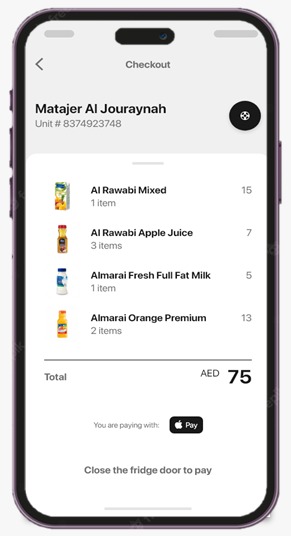 Checkout
Matajer Al Jouraynah
Unit # 8374923748
Al Rawabi Mixed 15
1 item
Al Rawabi Apple Juice 7
3 items
Almarai Fresh Full Fat Milk 5
1 item
Almarai Orange Premium 13
2 items
Total AED 75
You are paying with: Pay
Close the fridge door to pay